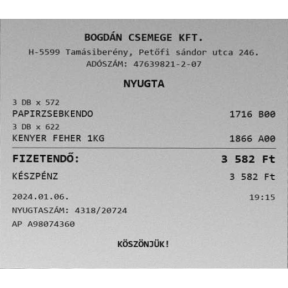 BOGDÁN CSEMEGE KFT.
H-5599 Tamásiberény, Petőfi sándor utca 246.
ADÓSZÁM: 47639821-2-07
NYUGTA
3 DB x 572
PAPIRZSEBKENDO 1716 B00
3 DB x 622
KENYER FEHER 1KG 1866 A00
FIZETENDŐ: 3 582 Ft
KÉSZPÉNZ 3 582 Ft
2024.01.06. 19:15
NYUGTASZÁM: 4318/20724
AP A98074360
KÖSZÖNJÜK!